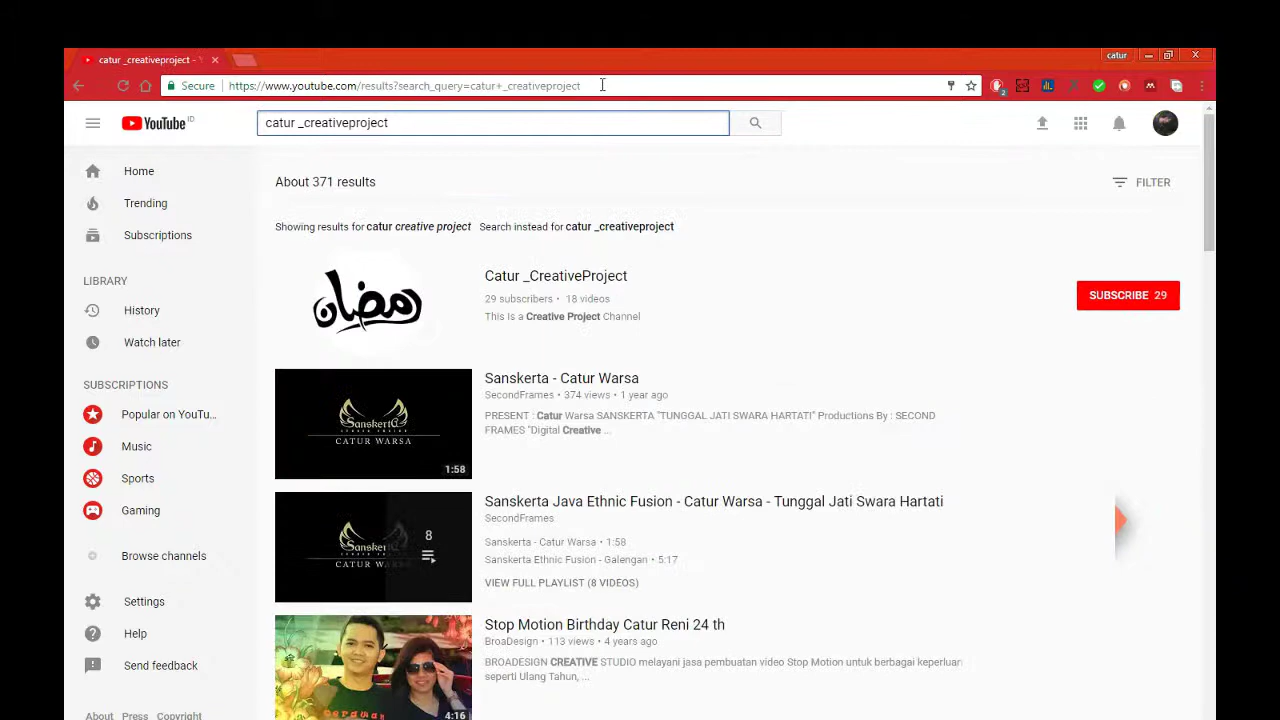 catur _creativeproject - Y
catur
Secure
https://www.youtube.com/results?search_query=catur+_creativeproject
2
YouTube ID
catur _creativeproject
Home
Trending
Subscriptions
LIBRARY
History
Watch later
SUBSCRIPTIONS
Popular on YouTu...
Music
Sports
Gaming
Browse channels
Settings
Help
Send feedback
About Press Copyright
About 371 results
FILTER
Showing results for catur creative project Search instead for catur _creativeproject
رمضان
Catur _CreativeProject
29 subscribers • 18 videos
This Is a Creative Project Channel
SUBSCRIBE 29
Sanskerta
CATUR WARSA
1:58
Sanskerta - Catur Warsa
SecondFrames • 374 views • 1 year ago
PRESENT : Catur Warsa SANSKERTA "TUNGGAL JATI SWARA HARTATI" Productions By : SECOND
FRAMES "Digital Creative ...
8
Sanskerta Java Ethnic Fusion - Catur Warsa - Tunggal Jati Swara Hartati
SecondFrames
Sanskerta - Catur Warsa • 1:58
Sanskerta Ethnic Fusion - Galengan • 5:17
VIEW FULL PLAYLIST (8 VIDEOS)
4:16
Stop Motion Birthday Catur Reni 24 th
BroaDesign • 113 views • 4 years ago
BROADESIGN CREATIVE STUDIO melayani jasa pembuatan video Stop Motion untuk berbagai keperluan
seperti Ulang Tahun, ...